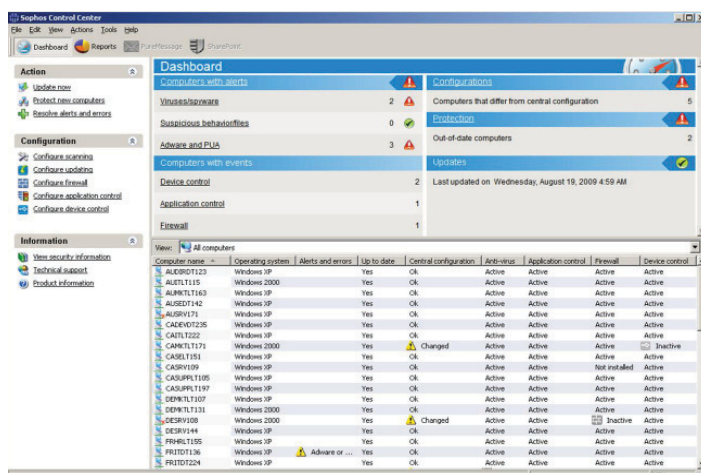 Sophos Control Center
File Edit View Actions Tools Help
Dashboard Reports PureMessage SharePoint
Action
Update now
Protect new computers
Resolve alerts and errors
Configuration
Configure scanning
Configure updating
Configure firewall
Configure application control
Configure device control
Information
View security information
Technical support
Product information
Dashboard
Computers with alerts
Viruses/spyware 2
Suspicious behavior/files 0
Adware and PUA 3
Computers with events
Device control 2
Application control 1
Firewall 1
Configurations
Computers that differ from central configuration 5
Protection
Out-of-date computers 2
Updates
Last updated on Wednesday, August 19, 2009 4:59 AM
View: All computers
Computer name Operating system Alerts and errors Up to date Central configuration Anti-virus Application control Firewall Device control
AUDIRDT123 Windows XP Yes Ok Active Active Active Active
AUITLT115 Windows 2000 Yes Ok Active Active Active Active
AUMKTLT163 Windows XP Yes Ok Active Active Active Active
AUSEDT142 Windows XP Yes Ok Active Active Active Active
AUSRV171 Windows XP Yes Ok Active Active Active Active
CADEVDT235 Windows XP Yes Ok Active Active Active Active
CAITLT222 Windows XP Yes Ok Active Active Active Active
CAMKTLT171 Windows 2000 Yes Changed Active Active Active Inactive
CASELT151 Windows XP Yes Ok Active Active Active Active
CASRV109 Windows XP Yes Ok Active Active Not installed Active
CASUPPLT105 Windows XP Yes Ok Active Active Active Active
CASUPPLT197 Windows XP Yes Ok Active Active Active Active
DEMKTLT107 Windows XP Yes Ok Active Active Active Active
DEMKTLT131 Windows 2000 Yes Ok Active Active Active Active
DESRV108 Windows 2000 Yes Changed Active Active Inactive Active
DESRV144 Windows XP Yes Ok Active Active Active Active
FRHRLT155 Windows XP Yes Ok Active Active Active Active
FRITDT136 Windows XP Adware or ... Yes Ok Active Active Active Active
FRITDT224 Windows XP Yes Ok Active Active Active Active